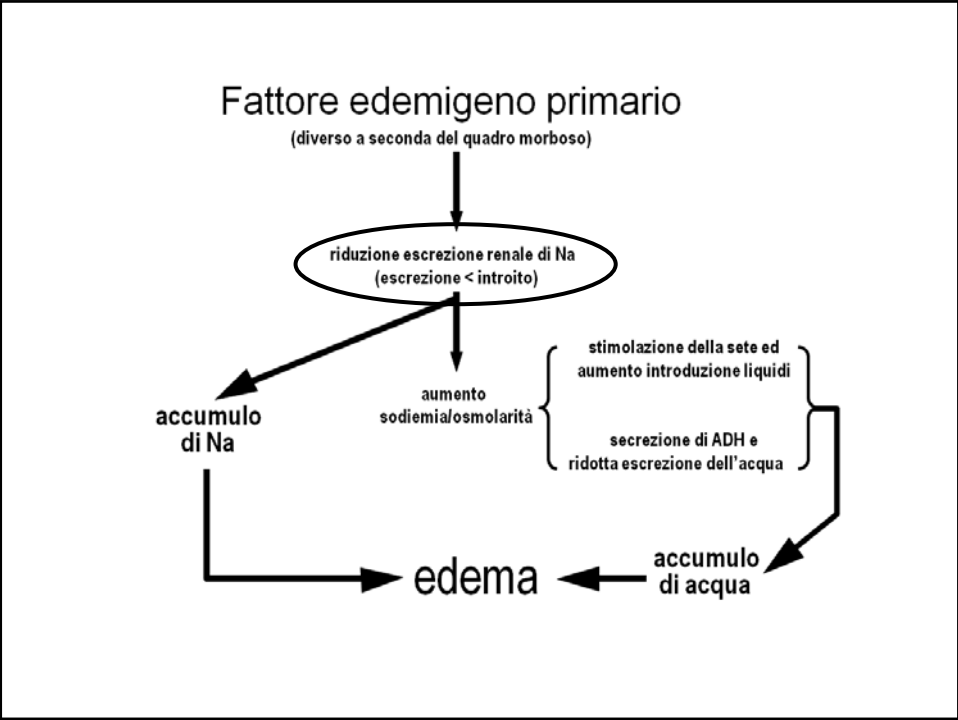 Fattore edemigeno primario
(diverso a seconda del quadro morboso)
riduzione escrezione renale di Na
(escrezione < introito)
stimolazione della sete ed
aumento introduzione liquidi
aumento
sodiemia/osmolarità
accumulo
di Na
secrezione di ADH e
ridotta escrezione dell'acqua
edema
accumulo
di acqua